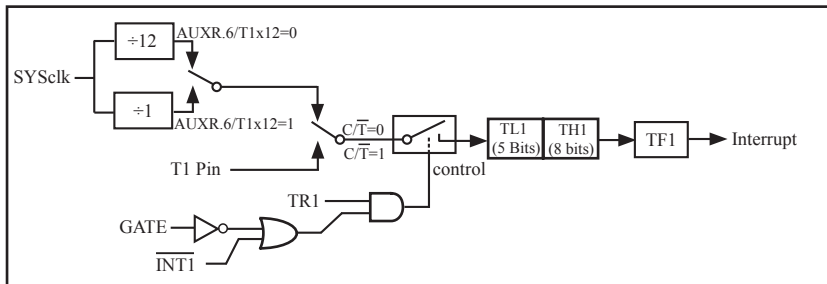 ÷12
AUXR.6/T1x12=0
SYSclk
÷1
AUXR.6/T1x12=1
C/T̅=0
C/T̅=1
T1 Pin
TL1
(5 Bits)
TH1
(8 bits)
TF1
Interrupt
control
TR1
GATE
I̅N̅T̅1̅